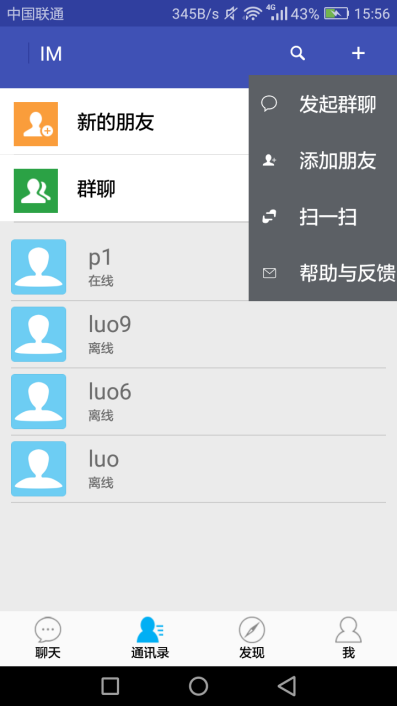 中国联通 345B/s 4G 43% 15:56
IM
新的朋友
群聊
发起群聊
添加朋友
扫一扫
帮助与反馈
p1
在线
luo9
离线
luo6
离线
luo
离线
聊天 通讯录 发现 我